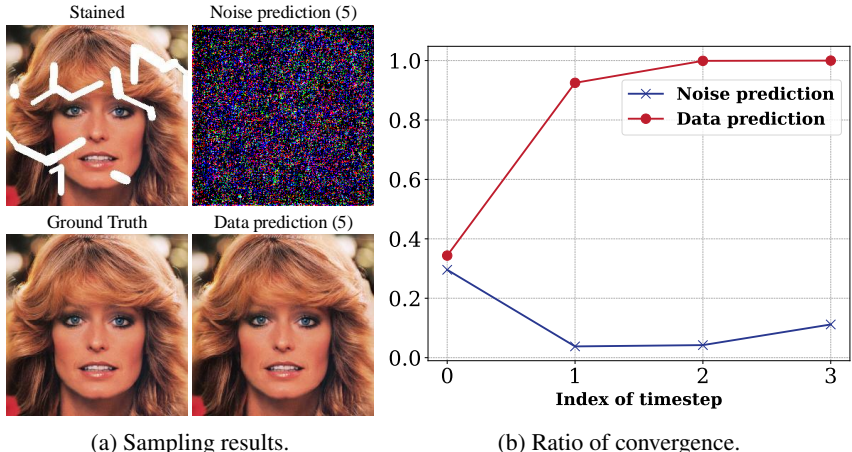 Stained
Noise prediction (5)
Ground Truth
Data prediction (5)
(a) Sampling results.
1.0
0.8
0.6
0.4
0.2
0.0
Noise prediction
Data prediction
0 1 2 3
Index of timestep
(b) Ratio of convergence.